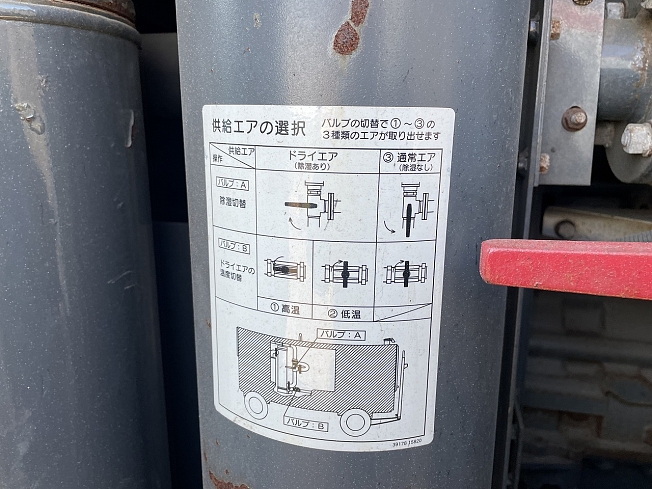 供給エアの選択
バルブの切替で①～③の
3種類のエアが取り出せます
供給エア
操作
ドライエア
(除湿あり)
③ 通常エア
(除湿なし)
バルブ：A
除湿切替
バルブ：B
ドライエアの
温度切替
① 高温
② 低温
バルブ：A
バルブ：B
39176 10820